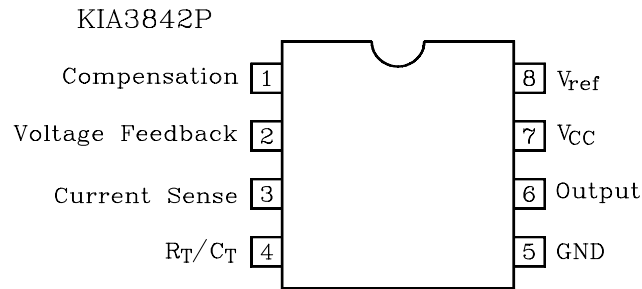 KIA3842P
Compensation 1 8 Vref
Voltage Feedback 2 7 VCC
Current Sense 3 6 Output
RT/CT 4 5 GND